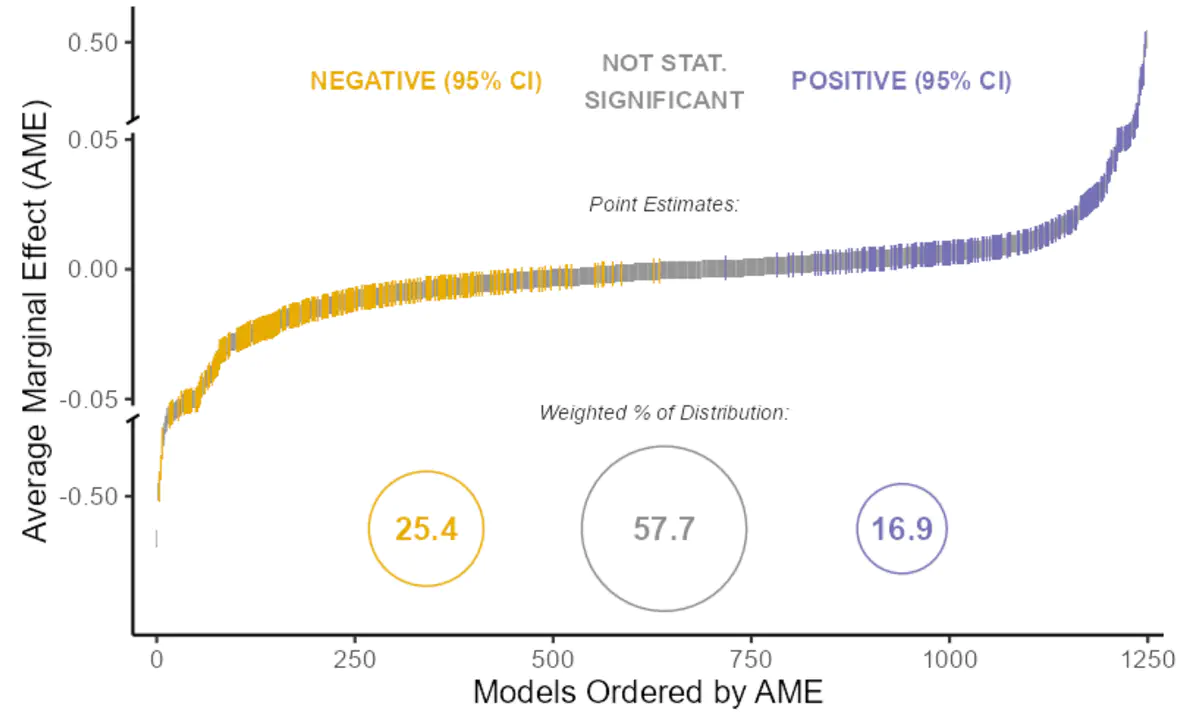 0.50
NEGATIVE (95% CI)
NOT STAT.
SIGNIFICANT
POSITIVE (95% CI)
0.05
Point Estimates:
0.00
-0.05
Weighted % of Distribution:
-0.50
25.4
57.7
16.9
Average Marginal Effect (AME)
0
250
500
750
1000
1250
Models Ordered by AME